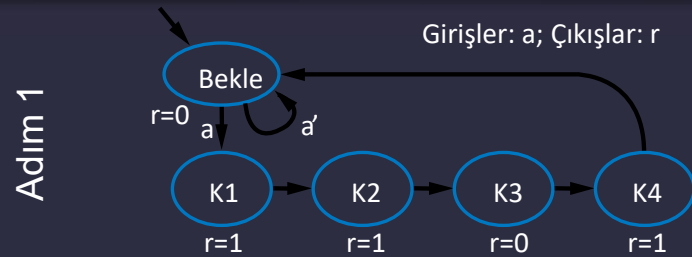 Adım 1
Girişler: a; Çıkışlar: r
Bekle
r=0
a
a’
K1
K2
K3
K4
r=1
r=1
r=0
r=1